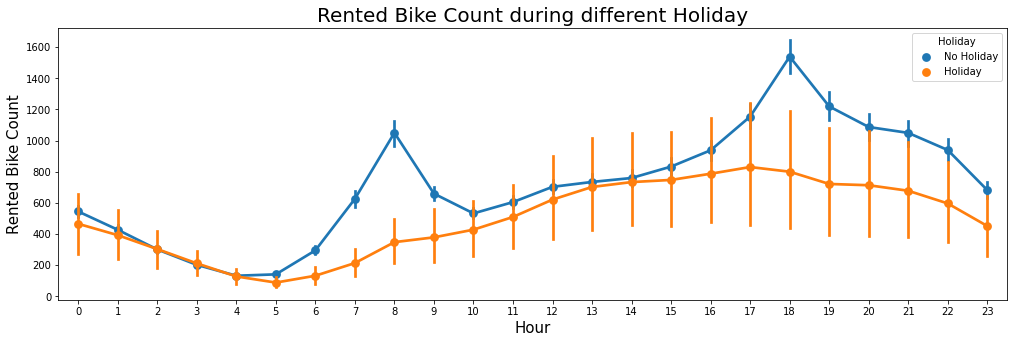 Rented Bike Count during different Holiday
Rented Bike Count
1600
1400
1200
1000
800
600
400
200
0
Holiday
No Holiday
Holiday
0 1 2 3 4 5 6 7 8 9 10 11 12 13 14 15 16 17 18 19 20 21 22 23
Hour